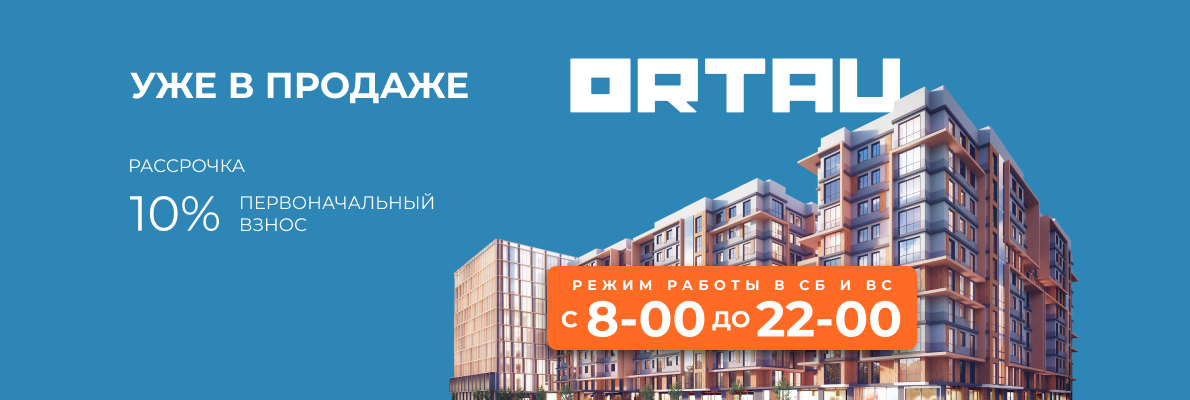 УЖЕ В ПРОДАЖЕ
ORTAU
РАССРОЧКА
10% ПЕРВОНАЧАЛЬНЫЙ
ВЗНОС
РЕЖИМ РАБОТЫ В СБ И ВС
С 8-00 ДО 22-00